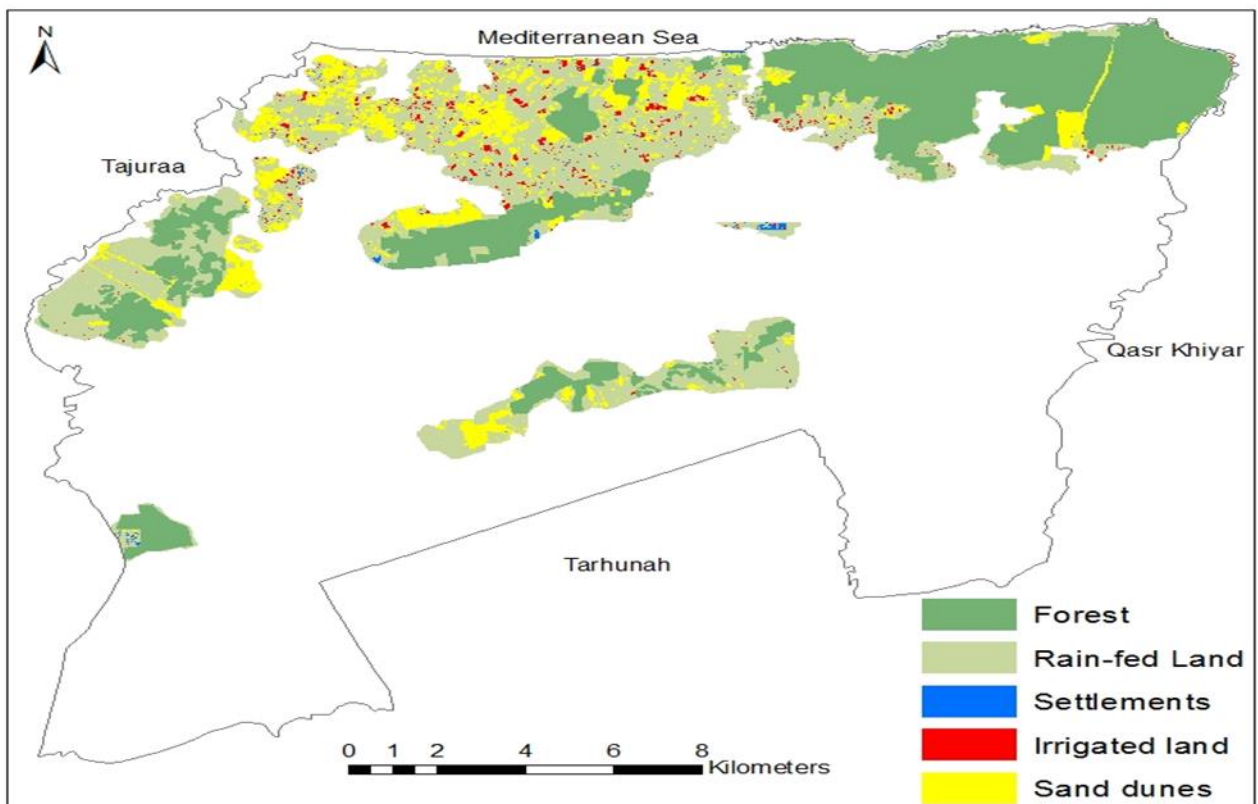 N
Mediterranean Sea
Tajuraa
Qasr Khiyar
Tarhunah
Forest
Rain-fed Land
Settlements
Irrigated land
Sand dunes
0 1 2 4 6 8
Kilometers